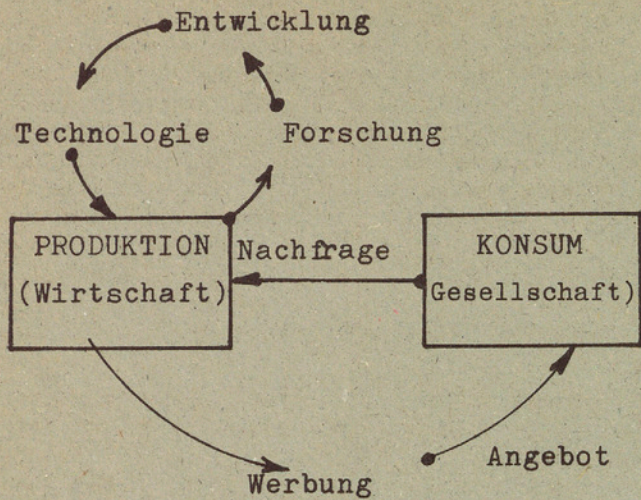 Entwicklung
Technologie Forschung
PRODUKTION
(Wirtschaft)
Nachfrage
KONSUM
Gesellschaft)
Angebot
Werbung